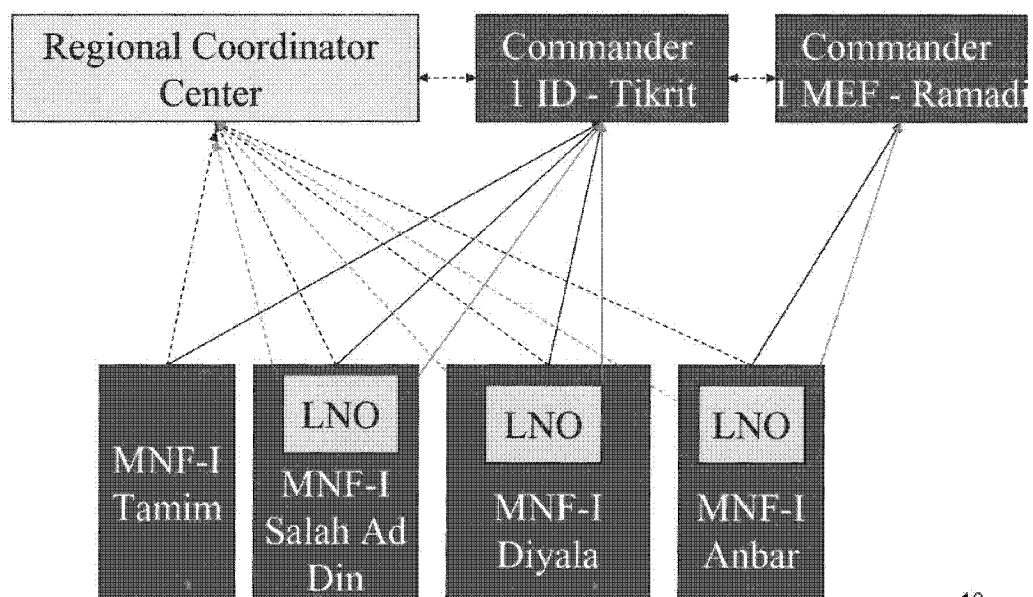 Regional Coordinator
Center
Commander
1 ID - Tikrit
Commander
1 MEF - Ramadi
MNF-I
Tamim
LNO
MNF-I
Salah Ad
Din
LNO
MNF-I
Diyala
LNO
MNF-I
Anbar